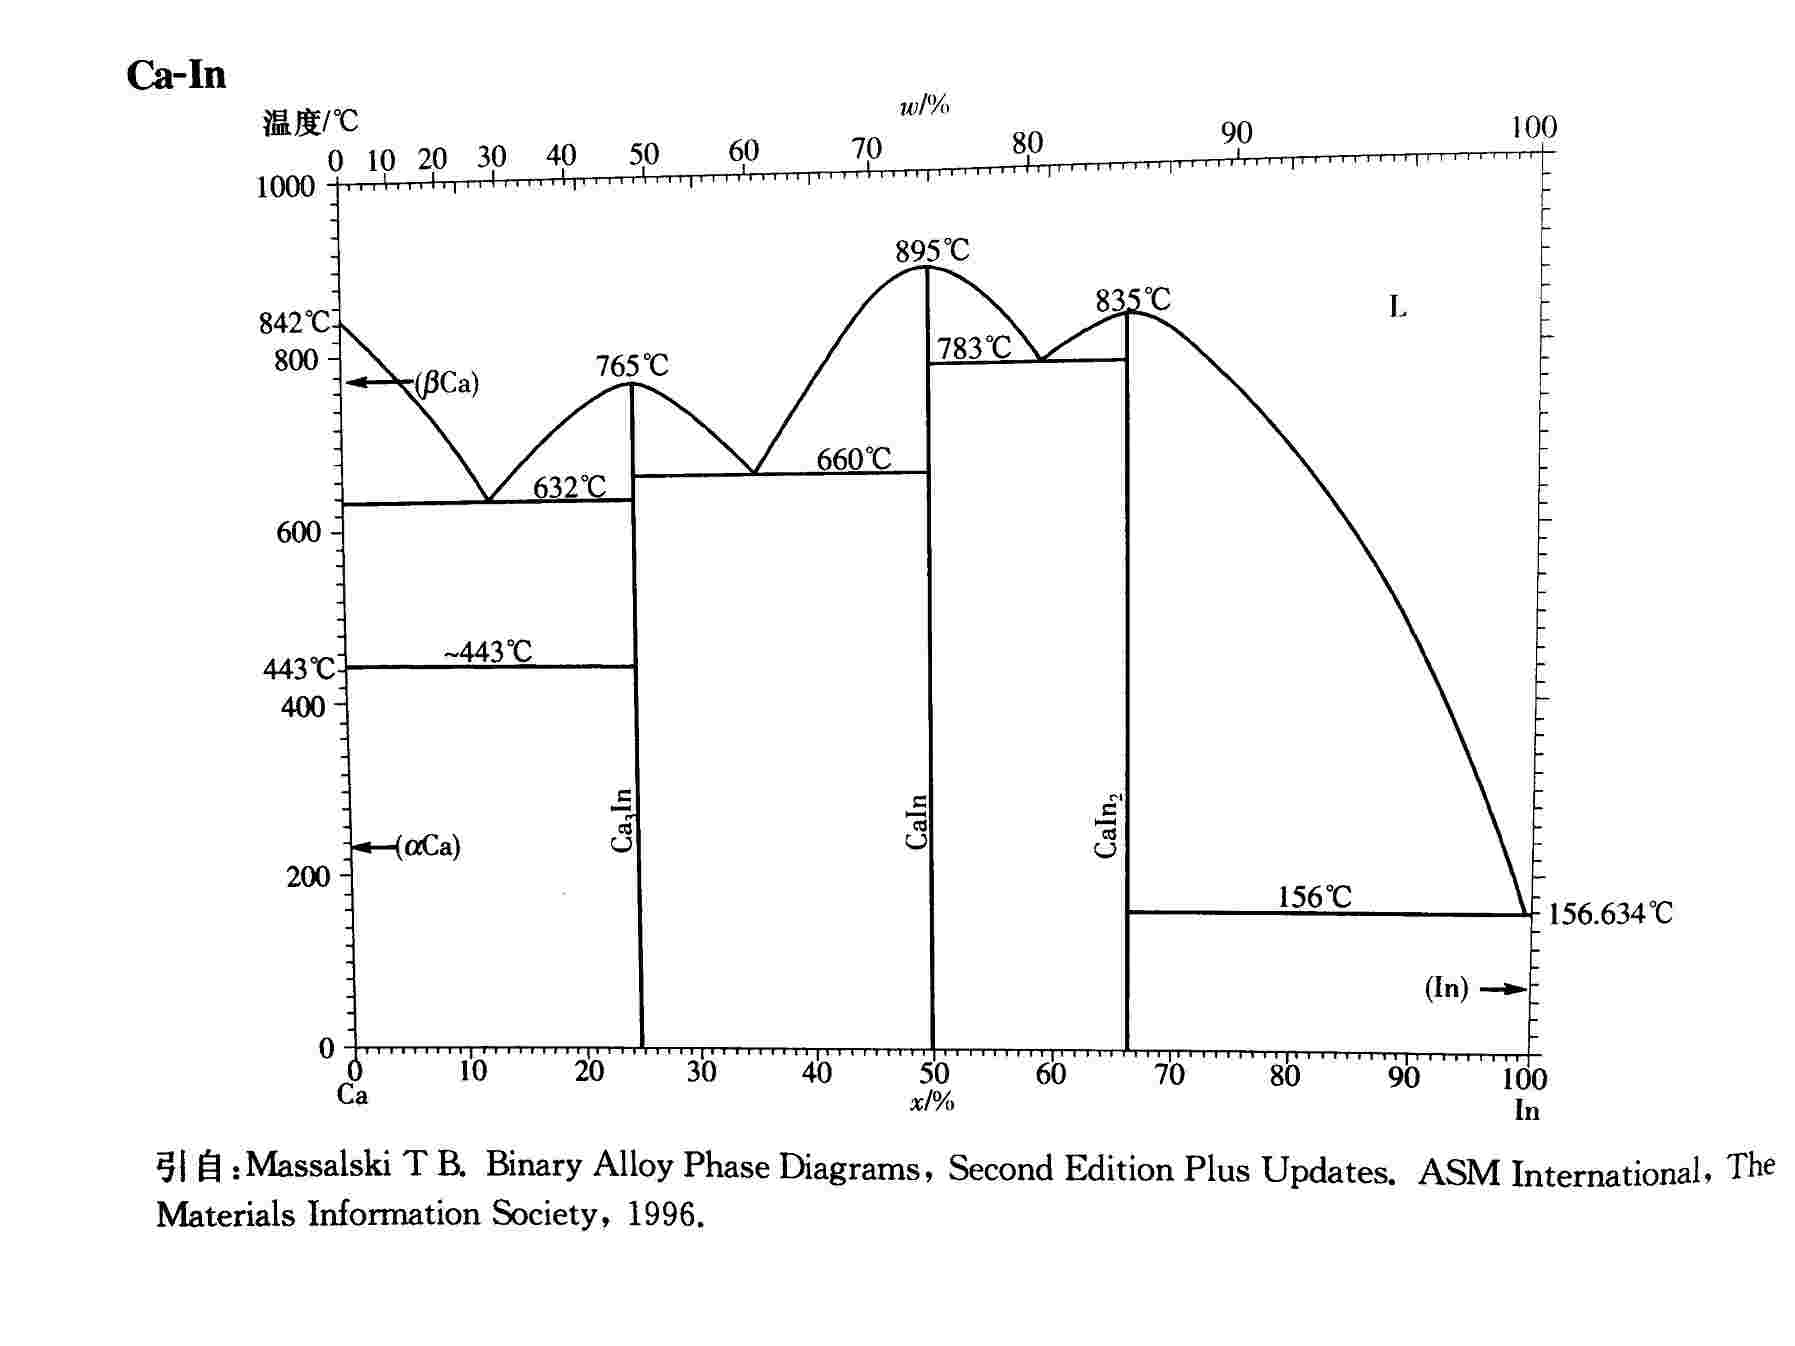 Ca-In
w/%
温度/℃
0 10 20 30 40 50 60 70 80 90 100
1000
895℃
835℃
L
842℃
800
783℃
765℃
(βCa)
660℃
632℃
600
~443℃
443℃
400
Ca₃In
CaIn
CaIn₂
(αCa)
200
156℃
156.634℃
(In)
0
0 10 20 30 40 50 60 70 80 90 100
Ca
x/%
In
引自:Massalski T B. Binary Alloy Phase Diagrams, Second Edition Plus Updates. ASM International, The
Materials Information Society, 1996.